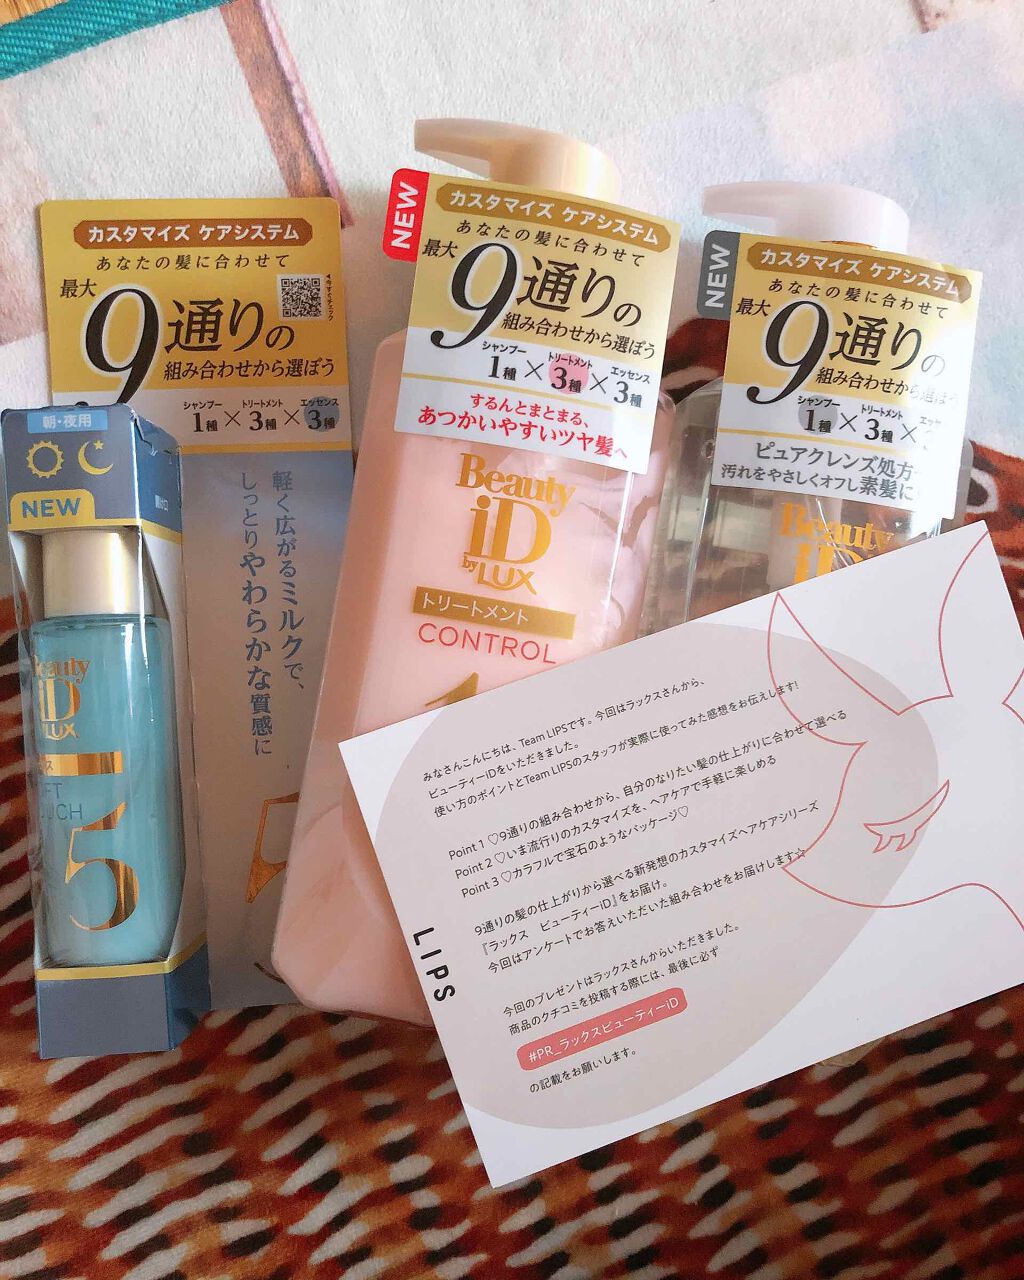 カスタマイズ ケアシステム
あなたの髪に合わせて
最大
9通りの
組み合わせから選ぼう
今すぐチェック
シャンプー トリートメント エッセンス
1種×3種×3種
軽く広がるミルクで、
しっとりやわらかな質感に
5
朝・夜用
NEW
Beauty
iD
LUX
5
NEW
カスタマイズ ケアシステム
あなたの髪に合わせて
最大
9通りの
組み合わせから選ぼう
シャンプー トリートメント エッセンス
1種×3種×3種
するんとまとまる、
あつかいやすいツヤ髪へ
Beauty
iD
by LUX
トリートメント
CONTROL
NEW
カスタマイズ ケアシステム
あなたの髪に合わせて
最大
9通りの
組み合わせから選ぼう
シャンプー トリートメント
1種×3種×
ピュアクレンズ処方
汚れをやさしくオフし素髪に
Beauty
iD
みなさんこんにちは、Team LIPSです。今回はラックスさんから、
ビューティーiDをいただきました。
使い方のポイントとTeam LIPSのスタッフが実際に使ってみた感想をお伝えします!
Point 1 ♡9通りの組み合わせから、自分のなりたい髪の仕上がりに合わせて選べる
Point 2 ♡いま流行りのカスタマイズを、ヘアケアで手軽に楽しめる
Point 3 ♡カラフルで宝石のようなパッケージ♡
9通りの髪の仕上がりから選べる新発想のカスタマイズヘアケアシリーズ
『ラックス ビューティーiD』をお届け。
今回はアンケートでお答えいただいた組み合わせをお届けします☆
今回のプレゼントはラックスさんからいただきました。
商品のクチコミを投稿する際には、最後に必ず
#PR_ラックスビューティーiD
の記載をお願いします。
LIPS